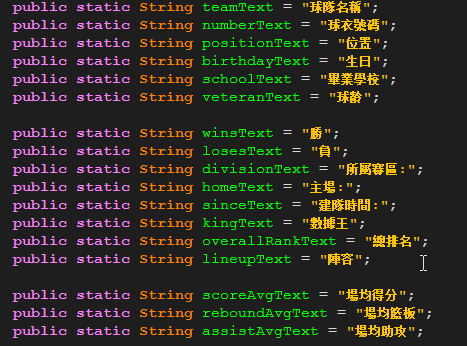 public static String teamText = "球隊名稱";
public static String numberText = "球衣號碼";
public static String positionText = "位置";
public static String birthdayText = "生日";
public static String schoolText = "畢業學校";
public static String veteranText = "球齡";
public static String winsText = "勝";
public static String losesText = "負";
public static String divisionText = "所屬賽區:";
public static String homeText = "主場:";
public static String sinceText = "建隊時間:";
public static String kingText = "數據王";
public static String overallRankText = "總排名";
public static String lineupText = "陣容";
public static String scoreAvgText = "場均得分";
public static String reboundAvgText = "場均籃板";
public static String assistAvgText = "場均助攻";